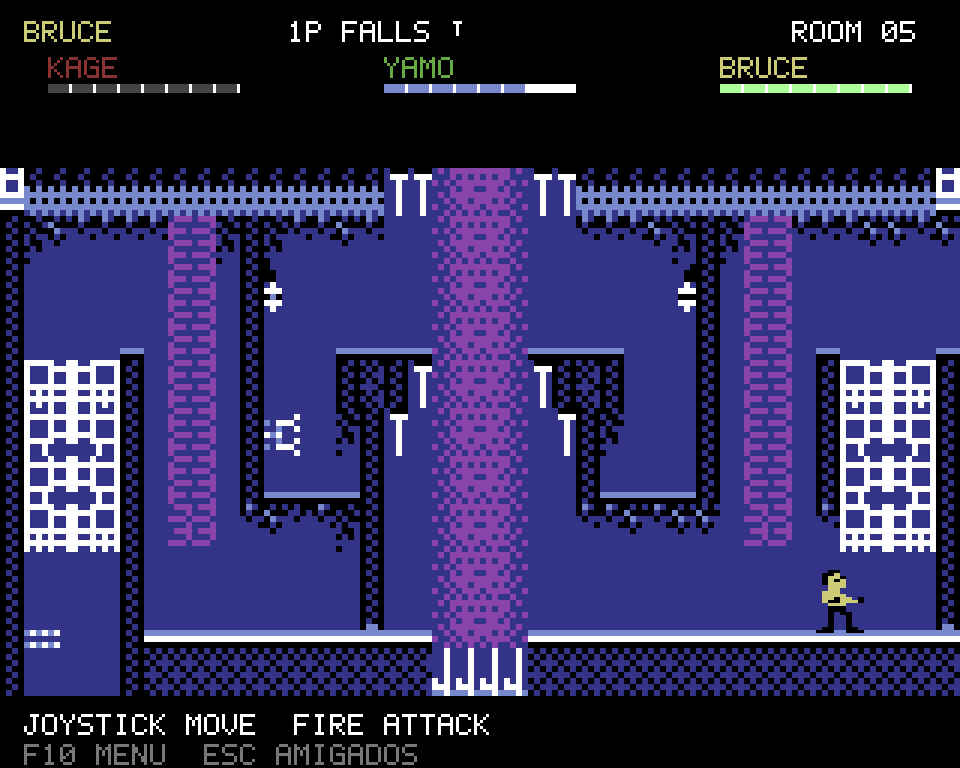 BRUCE 1P FALLS ROOM 05
KAGE YAMO BRUCE
JOYSTICK MOVE FIRE ATTACK
F10 MENU ESC AMIGADOS